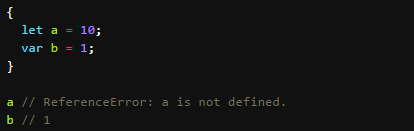 {
  let a = 10;
  var b = 1;
}
a // ReferenceError: a is not defined.
b // 1